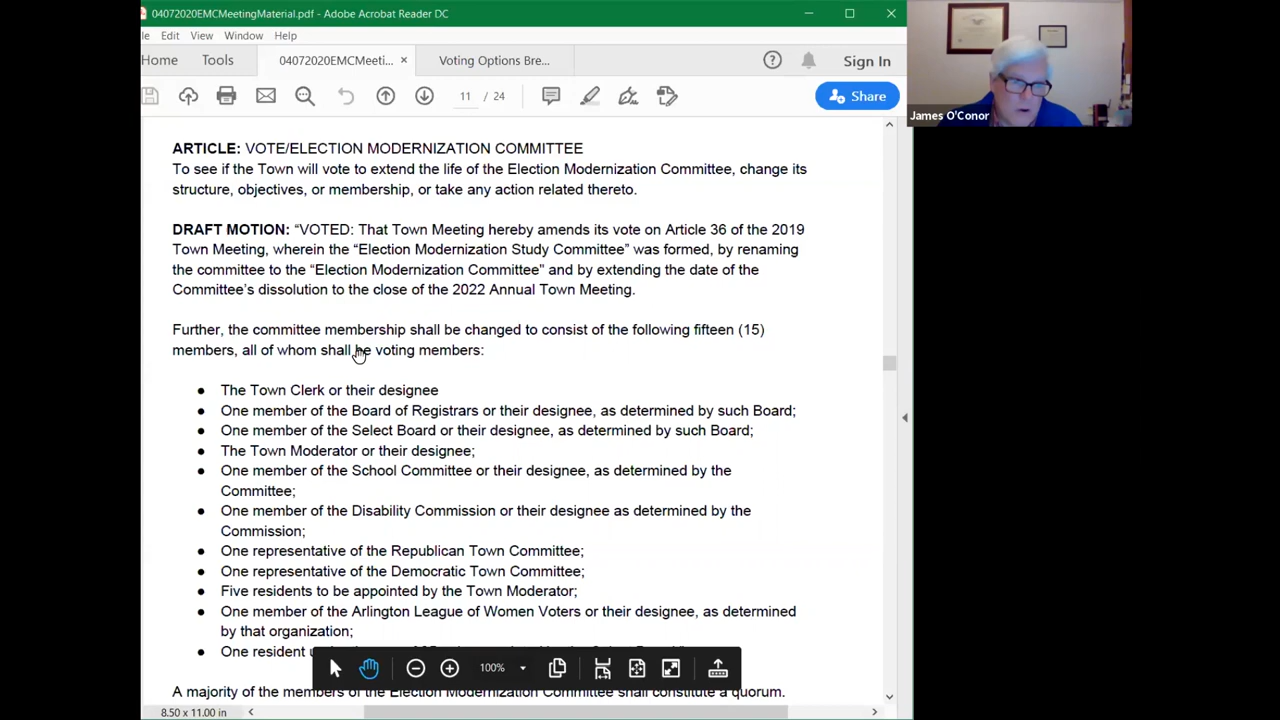 04072020EMCMeetingMaterial.pdf - Adobe Acrobat Reader DC
Edit View Window Help
Home Tools 04072020EMCMeeti... × Voting Options Bre... Sign In
11 / 24 Share
James O'Conor
ARTICLE: VOTE/ELECTION MODERNIZATION COMMITTEE
To see if the Town will vote to extend the life of the Election Modernization Committee, change its
structure, objectives, or membership, or take any action related thereto.
DRAFT MOTION: “VOTED: That Town Meeting hereby amends its vote on Article 36 of the 2019
Town Meeting, wherein the “Election Modernization Study Committee” was formed, by renaming
the committee to the “Election Modernization Committee” and by extending the date of the
Committee’s dissolution to the close of the 2022 Annual Town Meeting.
Further, the committee membership shall be changed to consist of the following fifteen (15)
members, all of whom shall be voting members:
● The Town Clerk or their designee
● One member of the Board of Registrars or their designee, as determined by such Board;
● One member of the Select Board or their designee, as determined by such Board;
● The Town Moderator or their designee;
● One member of the School Committee or their designee, as determined by the
Committee;
● One member of the Disability Commission or their designee as determined by the
Commission;
● One representative of the Republican Town Committee;
● One representative of the Democratic Town Committee;
● Five residents to be appointed by the Town Moderator;
● One member of the Arlington League of Women Voters or their designee, as determined
by that organization;
● One resident
100%
A majority of the members of the Election Modernization Committee shall constitute a quorum.
8.50 x 11.00 in